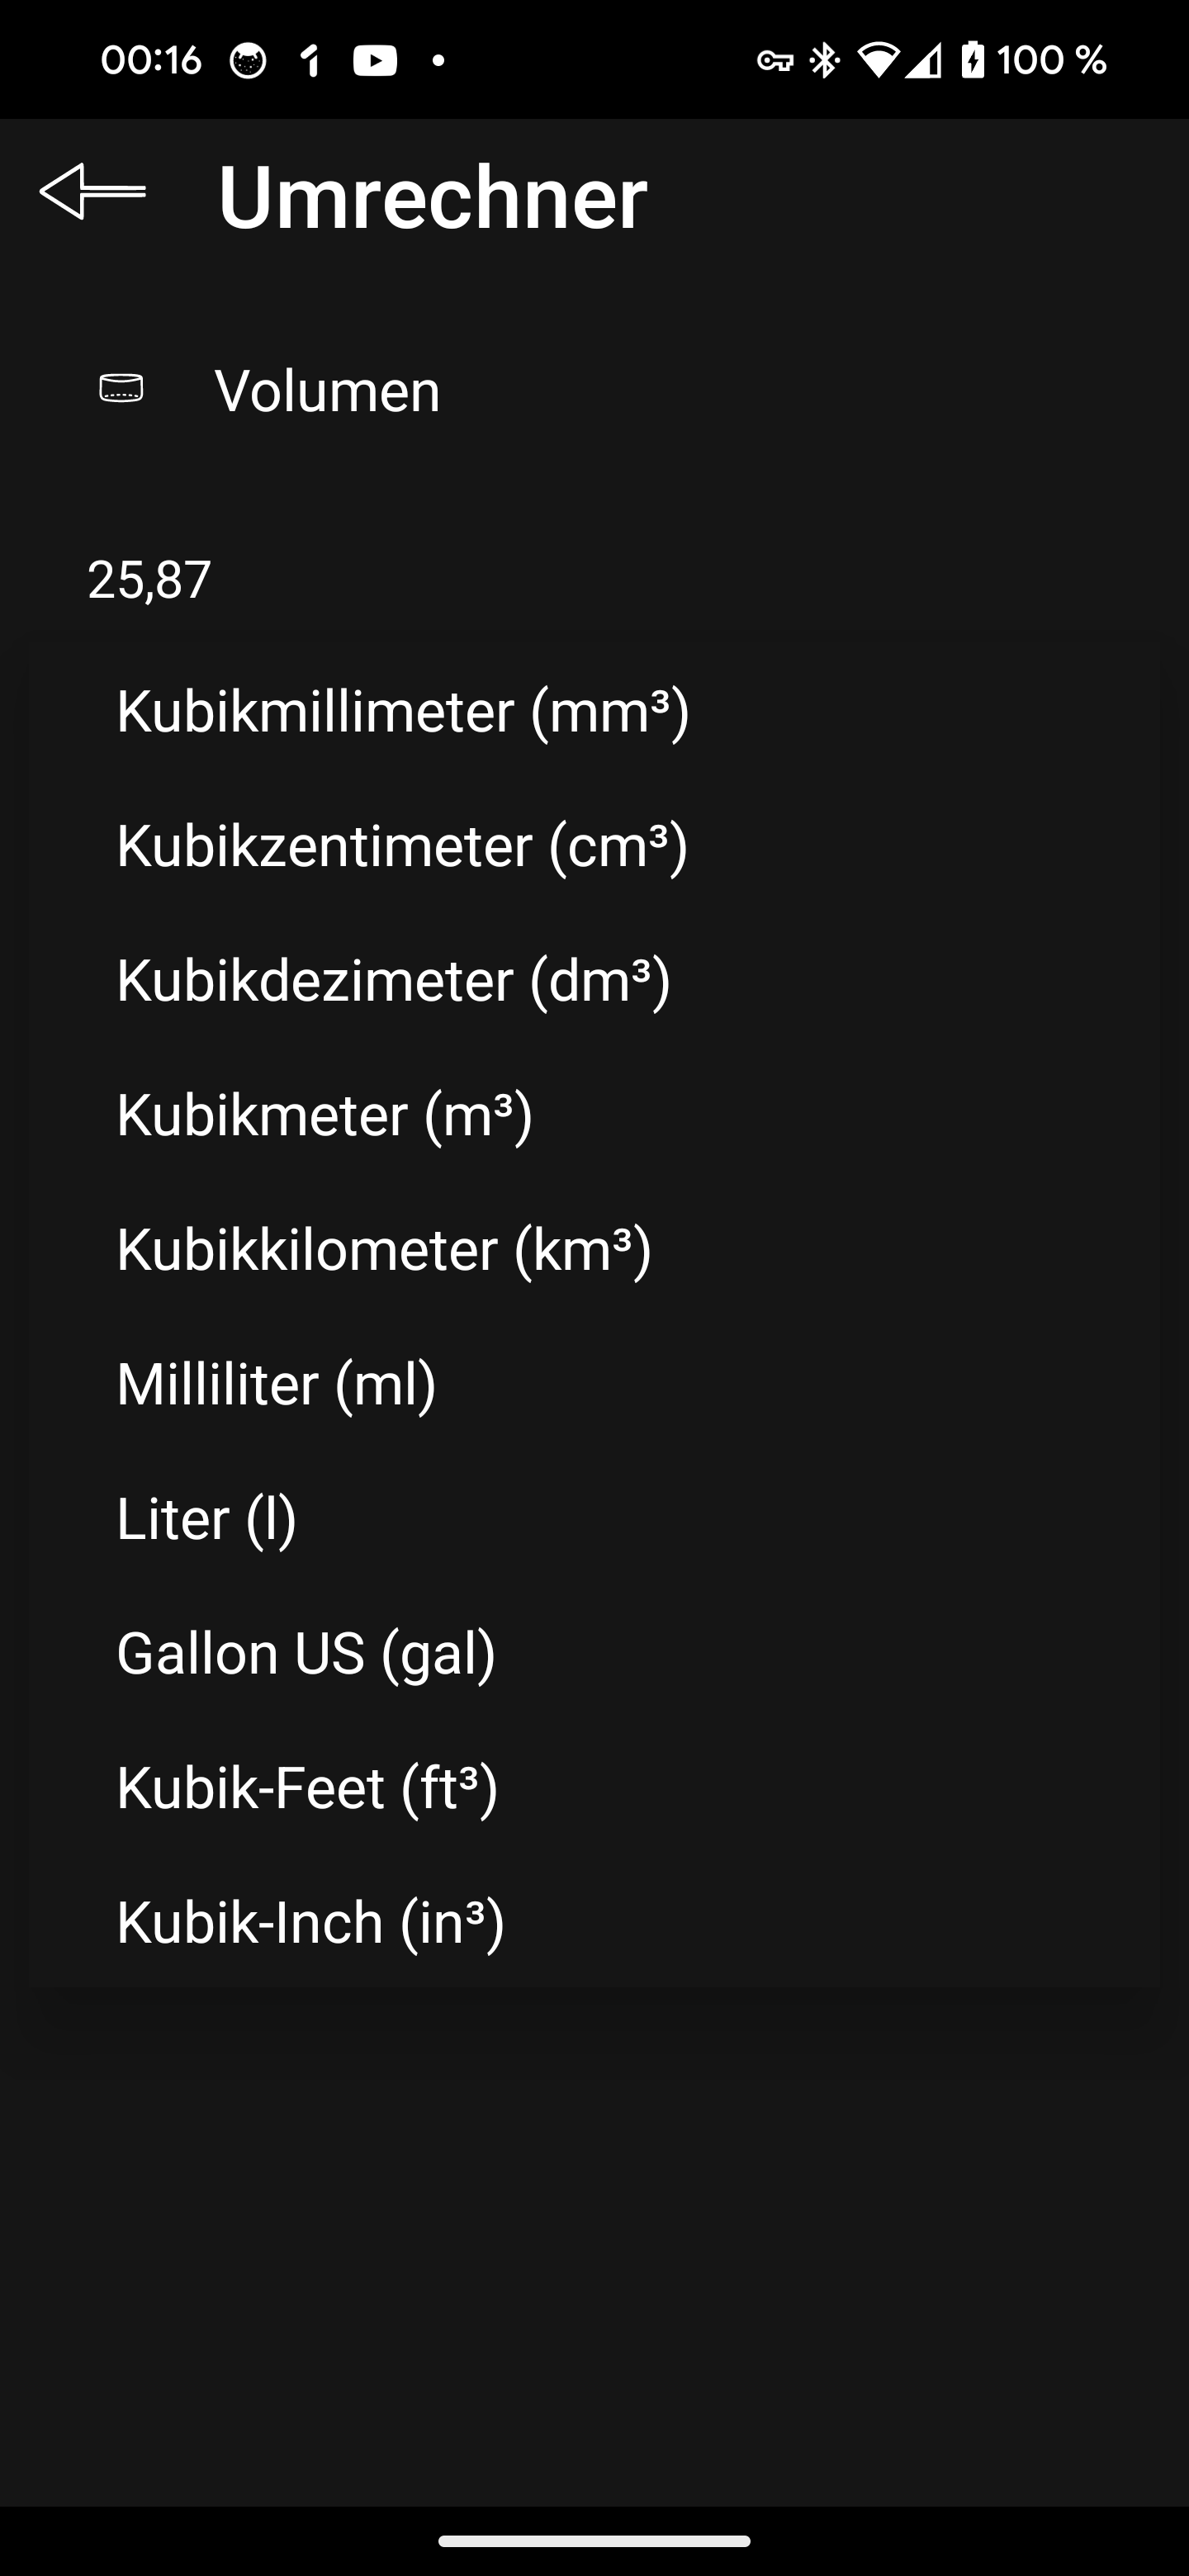 00:16 100 %
Umrechner
Volumen
25,87
Kubikmillimeter (mm³)
Kubikzentimeter (cm³)
Kubikdezimeter (dm³)
Kubikmeter (m³)
Kubikkilometer (km³)
Milliliter (ml)
Liter (l)
Gallon US (gal)
Kubik-Feet (ft³)
Kubik-Inch (in³)